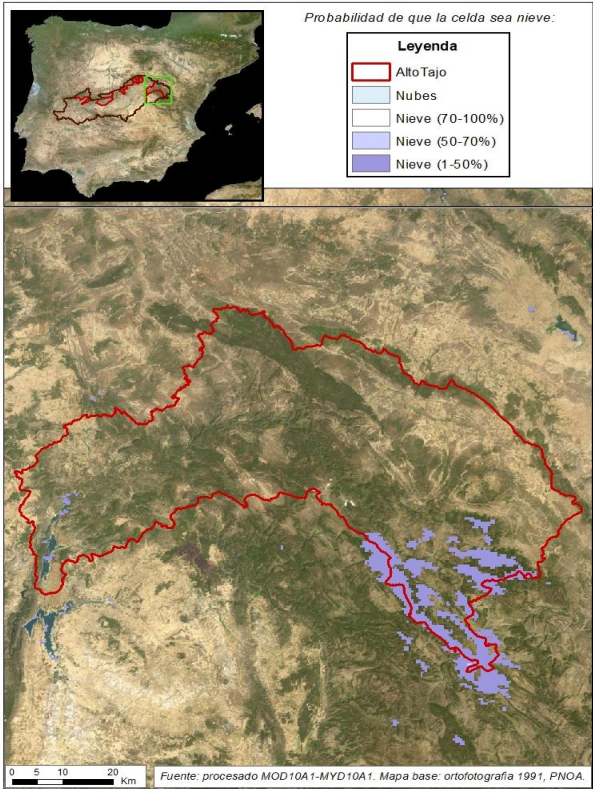 Probabilidad de que la celda sea nieve:
Leyenda
AltoTajo
Nubes
Nieve (70-100%)
Nieve (50-70%)
Nieve (1-50%)
0 5 10 20
Km
Fuente: procesado MOD10A1-MYD10A1. Mapa base: ortofotografia 1991, PNOA.